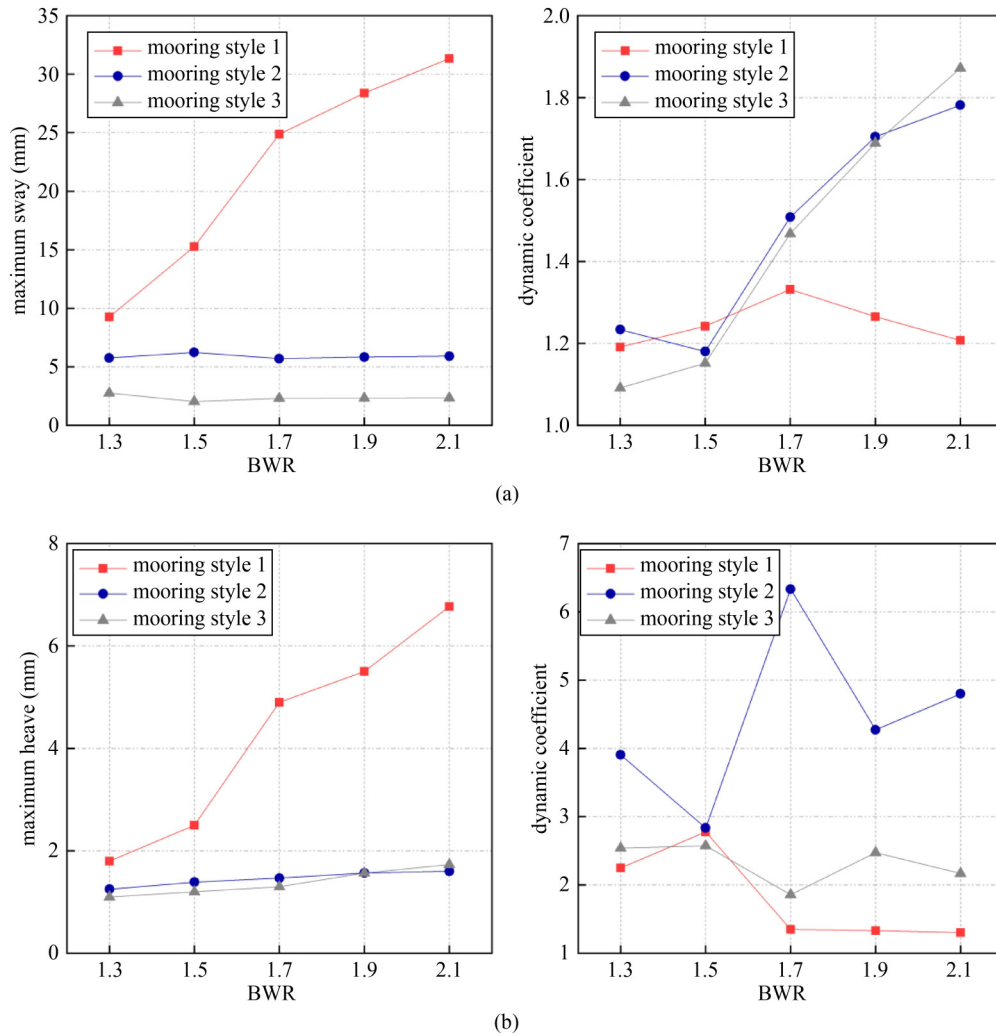 35
30
25
20
15
10
5
0
maximum sway (mm)
mooring style 1
mooring style 2
mooring style 3
1.3 1.5 1.7 1.9 2.1
BWR
2.0
1.8
1.6
1.4
1.2
1.0
dynamic coefficient
mooring style 1
mooring style 2
mooring style 3
1.3 1.5 1.7 1.9 2.1
BWR
(a)
8
6
4
2
0
maximum heave (mm)
mooring style 1
mooring style 2
mooring style 3
1.3 1.5 1.7 1.9 2.1
BWR
7
6
5
4
3
2
1
dynamic coefficient
mooring style 1
mooring style 2
mooring style 3
1.3 1.5 1.7 1.9 2.1
BWR
(b)